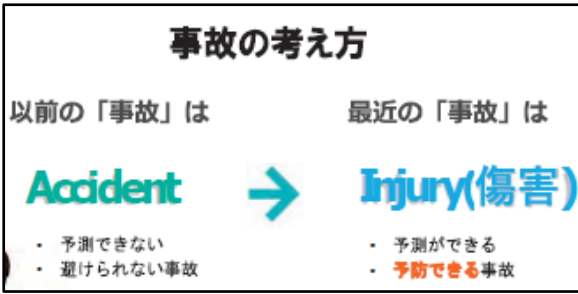 事故の考え方
以前の「事故」は
最近の「事故」は
Accident
→
Injury(傷害)
・ 予測できない
・ 避けられない事故
・ 予測ができる
・ 予防できる事故